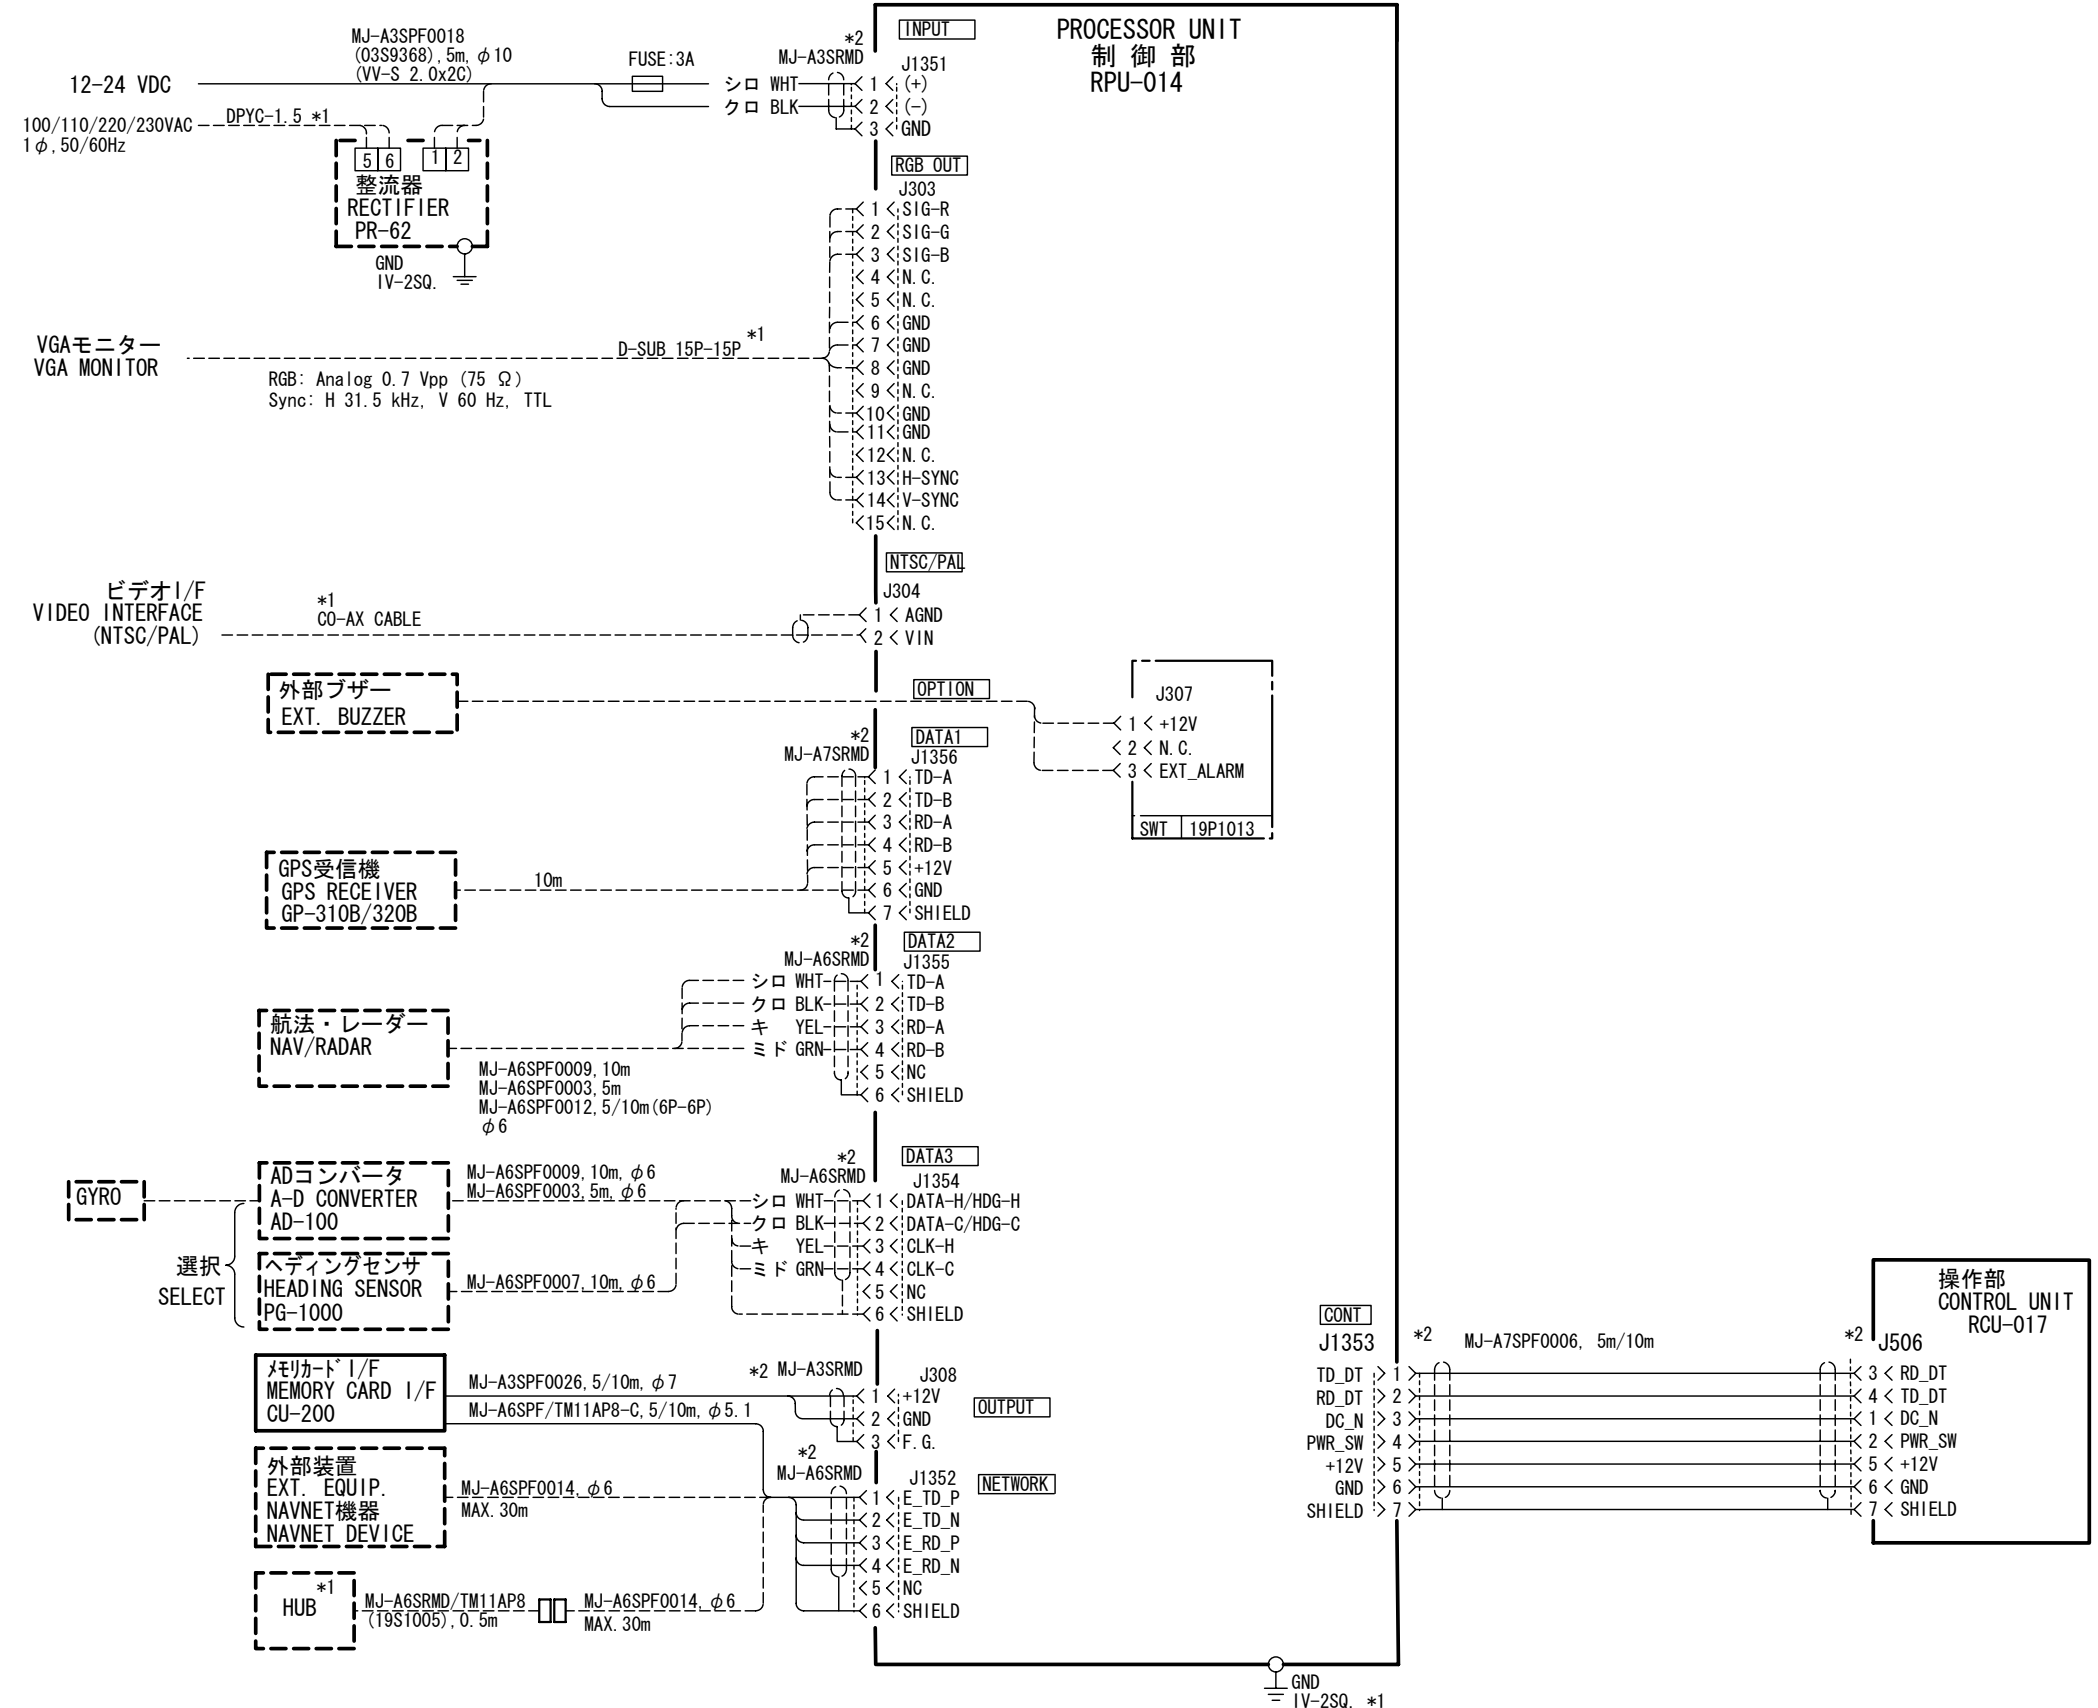 PROCESSOR UNIT
制 御 部
RPU-014
12-24 VDC
MJ-A3SPF0018
(03S9368), 5m, φ10
(VV-S 2.0x2C)
FUSE:3A
シロ WHT
クロ BLK
*2
MJ-A3SRMD
INPUT
J1351
1 (+)
2 (-)
3 GND
100/110/220/230VAC
1φ, 50/60Hz
DPYC-1.5 *1
5 6 1 2
整流器
RECTIFIER
PR-62
GND
IV-2SQ.
RGB OUT
J303
1 SIG-R
2 SIG-G
3 SIG-B
4 N.C.
5 N.C.
6 GND
7 GND
8 GND
9 N.C.
10 GND
11 GND
12 N.C.
13 H-SYNC
14 V-SYNC
15 N.C.
VGAモニター
VGA MONITOR
D-SUB 15P-15P *1
RGB: Analog 0.7 Vpp (75 Ω)
Sync: H 31.5 kHz, V 60 Hz, TTL
NTSC/PAL
J304
1 AGND
2 VIN
ビデオI/F
VIDEO INTERFACE
(NTSC/PAL)
*1
CO-AX CABLE
外部ブザー
EXT. BUZZER
OPTION
J307
1 +12V
2 N.C.
3 EXT_ALARM
SWT 19P1013
*2
MJ-A7SRMD
DATA1
J1356
1 TD-A
2 TD-B
3 RD-A
4 RD-B
5 +12V
6 GND
7 SHIELD
GPS受信機
GPS RECEIVER
GP-310B/320B
10m
*2
MJ-A6SRMD
DATA2
J1355
シロ WHT 1 TD-A
クロ BLK 2 TD-B
キ YEL 3 RD-A
ミド GRN 4 RD-B
5 NC
6 SHIELD
航法・レーダー
NAV/RADAR
MJ-A6SPF0009, 10m
MJ-A6SPF0003, 5m
MJ-A6SPF0012, 5/10m(6P-6P)
φ6
GYRO
ADコンバータ
A-D CONVERTER
AD-100
MJ-A6SPF0009, 10m, φ6
MJ-A6SPF0003, 5m, φ6
*2
MJ-A6SRMD
DATA3
J1354
シロ WHT 1 DATA-H/HDG-H
クロ BLK 2 DATA-C/HDG-C
キ YEL 3 CLK-H
ミド GRN 4 CLK-C
5 NC
6 SHIELD
選択
SELECT
ヘディングセンサ
HEADING SENSOR
PG-1000
MJ-A6SPF0007, 10m, φ6
メモリカードI/F
MEMORY CARD I/F
CU-200
MJ-A3SPF0026, 5/10m, φ7
MJ-A6SPF/TM11AP8-C, 5/10m, φ5.1
*2 MJ-A3SRMD
J308
OUTPUT
1 +12V
2 GND
3 F.G.
外部装置
EXT. EQUIP.
NAVNET機器
NAVNET DEVICE
MJ-A6SPF0014, φ6
MAX. 30m
*2
MJ-A6SRMD
J1352
NETWORK
1 E_TD_P
2 E_TD_N
3 E_RD_P
4 E_RD_N
5 NC
6 SHIELD
HUB *1
MJ-A6SRMD/TM11AP8
(19S1005), 0.5m
MJ-A6SPF0014, φ6
MAX. 30m
CONT
J1353
TD_DT 1
RD_DT 2
DC_N 3
PWR_SW 4
+12V 5
GND 6
SHIELD 7
*2
MJ-A7SPF0006, 5m/10m
*2
J506
3 RD_DT
4 TD_DT
1 DC_N
2 PWR_SW
5 +12V
6 GND
7 SHIELD
操作部
CONTROL UNIT
RCU-017
GND
IV-2SQ. *1